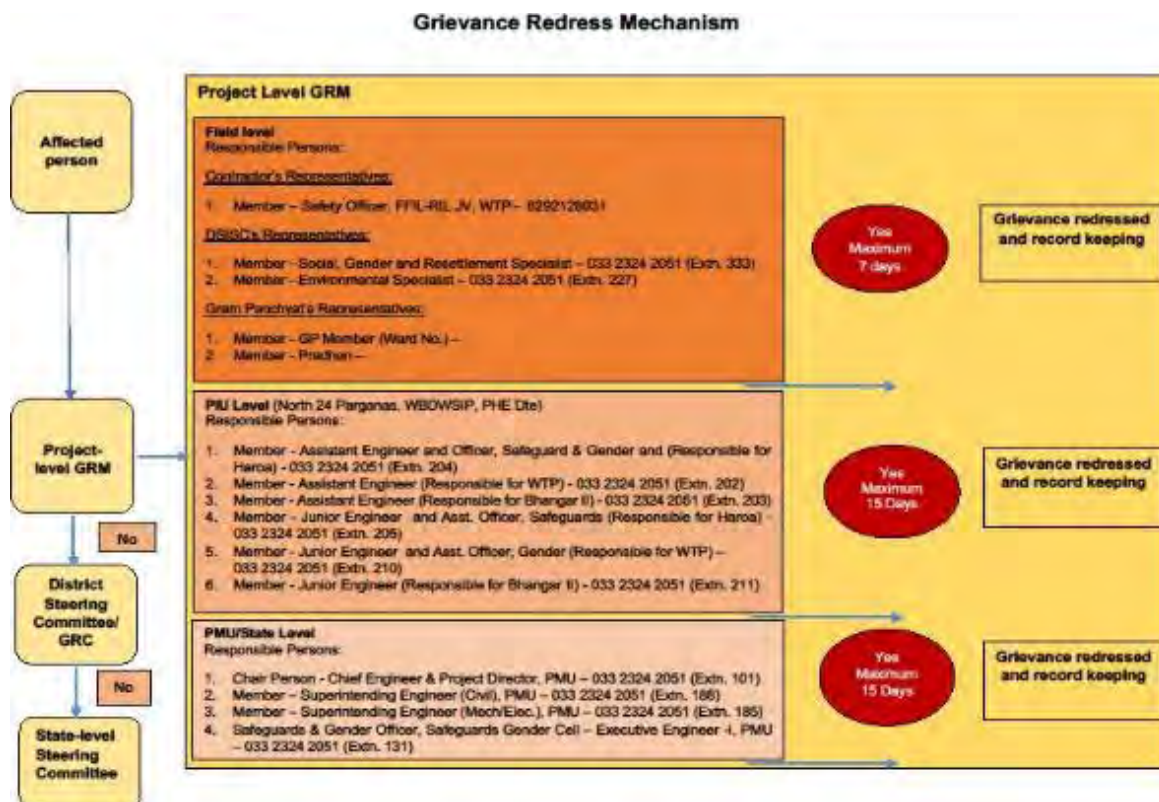 Grievance Redress Mechanism
Affected
person
Project-
level GRM
No
District
Steering
Committee/
GRC
No
State-level
Steering
Committee
Project Level GRM
Field level
Responsible Persons:
Contractor's Representatives:
1. Member – Safety Officer, FFIL-RIL JV, WTP –
DSISC's Representatives:
1. Member - Social, Gender and Resettlement Specialist – 033 2324 2051 (Extn. 333)
2. Member - Environmental Specialist – 033 2324 2051 (Extn. 227)
Gram Panchyat's Representatives:
1. Member - GP Member (Ward No.) –
2. Member - Pradhan –
Yes
Maximum
7 days
Grievance redressed
and record keeping
PIU Level (North 24 Parganas, WBDWSIP, PHE Dte)
Responsible Persons:
1. Member - Assistant Engineer and Officer, Safeguard & Gender and (Responsible for
Haroa) - 033 2324 2051 (Extn. 204)
2. Member - Assistant Engineer (Responsible for WTP) - 033 2324 2051 (Extn. 202)
3. Member - Assistant Engineer (Responsible for Bhangar II) - 033 2324 2051 (Extn. 203)
4. Member - Junior Engineer and Asst. Officer, Safeguards (Responsible for Haroa) -
033 2324 2051 (Extn. 205)
5. Member - Junior Engineer and Asst. Officer, Gender (Responsible for WTP) –
033 2324 2051 (Extn. 210)
6. Member - Junior Engineer (Responsible for Bhangar II) - 033 2324 2051 (Extn. 211)
Yes
Maximum
15 Days
Grievance redressed
and record keeping
PMU/State Level
Responsible Persons:
1. Chair Person - Chief Engineer & Project Director, PMU – 033 2324 2051 (Extn. 101)
2. Member – Superintending Engineer (Civil), PMU – 033 2324 2051 (Extn.
3. Member – Superintending Engineer (Mech/Elec.), PMU – 033 2324 2051 (Extn.
4. Safeguards & Gender Officer, Safeguards Gender Cell – Executive Engineer -I, PMU
– 033 2324 2051 (Extn. 131)
Yes
Maximum
15 Days
Grievance redressed
and record keeping